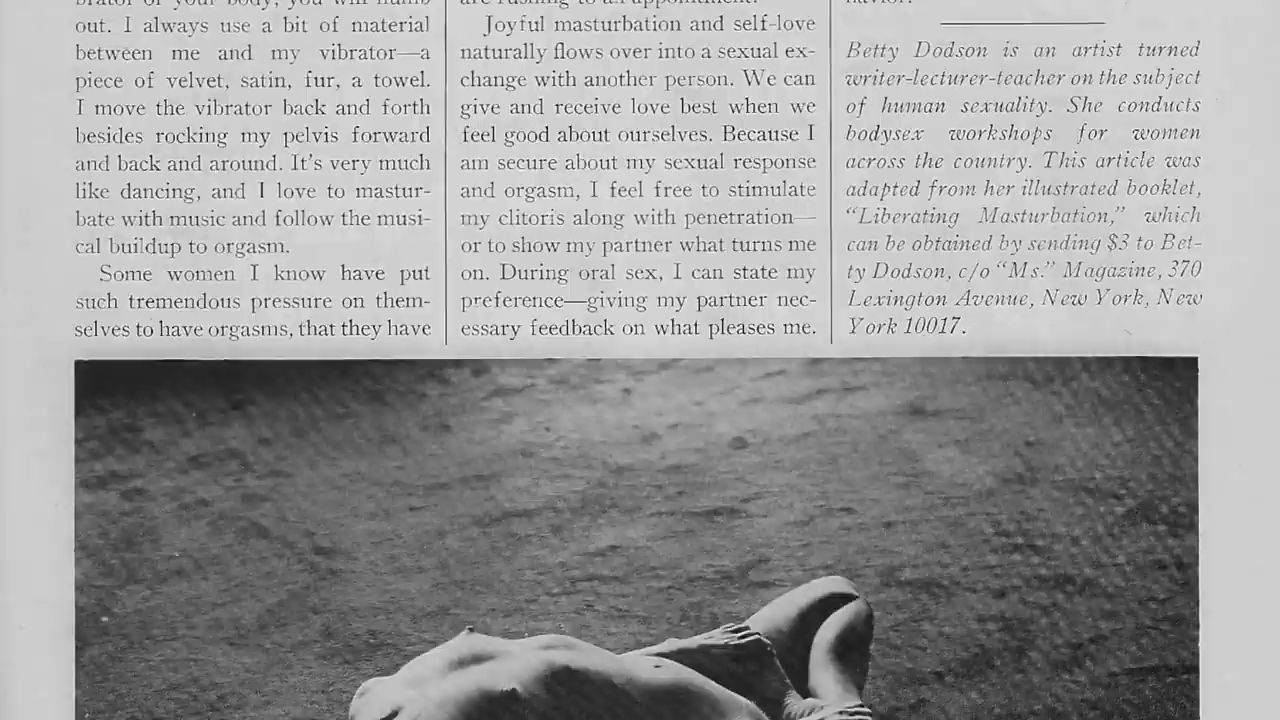 out. I always use a bit of material
between me and my vibrator—a
piece of velvet, satin, fur, a towel.
I move the vibrator back and forth
besides rocking my pelvis forward
and back and around. It's very much
like dancing, and I love to mastur-
bate with music and follow the musi-
cal buildup to orgasm.
Some women I know have put
such tremendous pressure on them-
selves to have orgasms, that they have
Joyful masturbation and self-love
naturally flows over into a sexual ex-
change with another person. We can
give and receive love best when we
feel good about ourselves. Because I
am secure about my sexual response
and orgasm, I feel free to stimulate
my clitoris along with penetration—
or to show my partner what turns me
on. During oral sex, I can state my
preference—giving my partner nec-
essary feedback on what pleases me.
Betty Dodson is an artist turned
writer-lecturer-teacher on the subject
of human sexuality. She conducts
bodysex workshops for women
across the country. This article was
adapted from her illustrated booklet,
“Liberating Masturbation,” which
can be obtained by sending $3 to Bet-
ty Dodson, c/o “Ms.” Magazine, 370
Lexington Avenue, New York, New
York 10017.